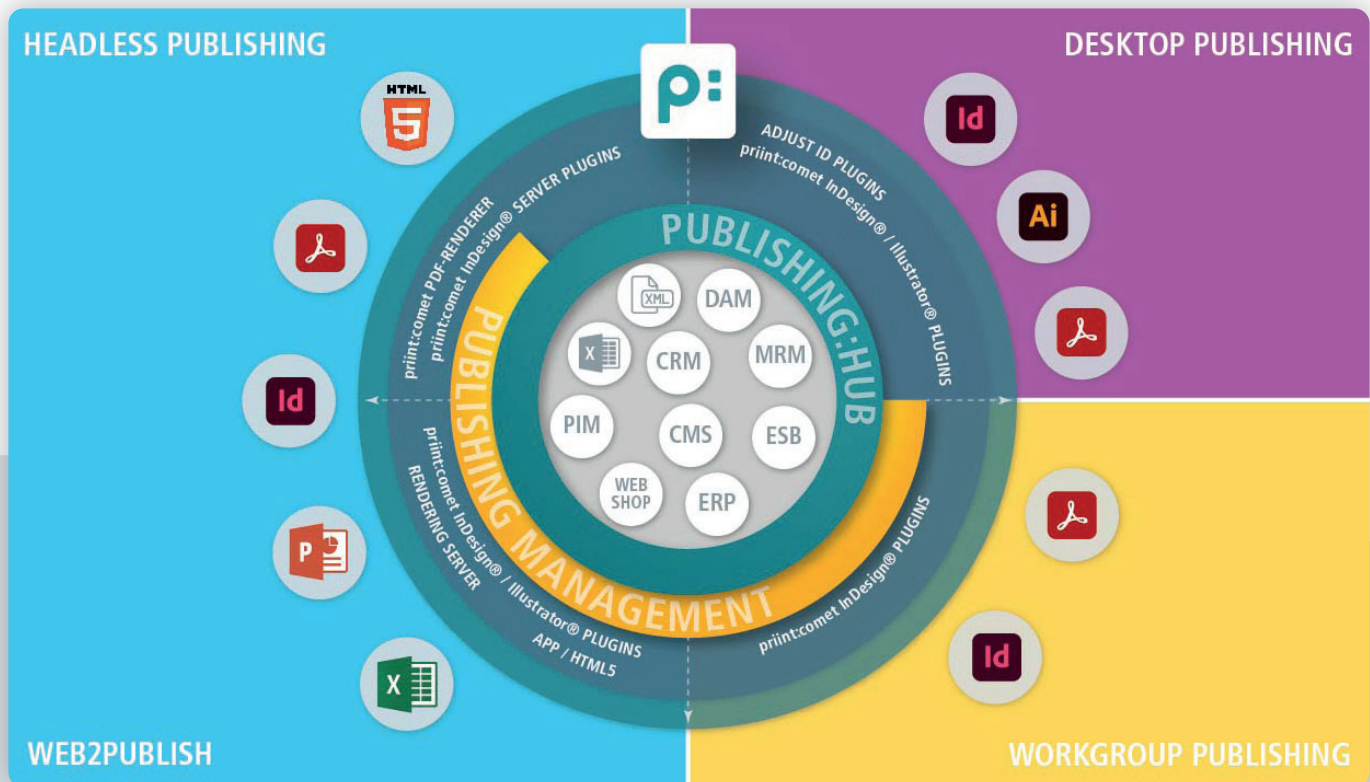 HEADLESS PUBLISHING
DESKTOP PUBLISHING
HTML
5
p:
Id
Ai
Id
P
X
Id
ADJUST ID PLUGINS
priint:comet InDesign® / Illustrator® PLUGINS
priint:comet PDF-RENDERER
priint:comet InDesign® SERVER PLUGINS
PUBLISHING:HUB
PUBLISHING MANAGEMENT
XML
DAM
X
CRM
MRM
PIM
CMS
ESB
WEB
SHOP
ERP
priint:comet InDesign® / Illustrator® PLUGINS
RENDERING SERVER
APP / HTML5
priint:comet InDesign® PLUGINS
WEB2PUBLISH
WORKGROUP PUBLISHING